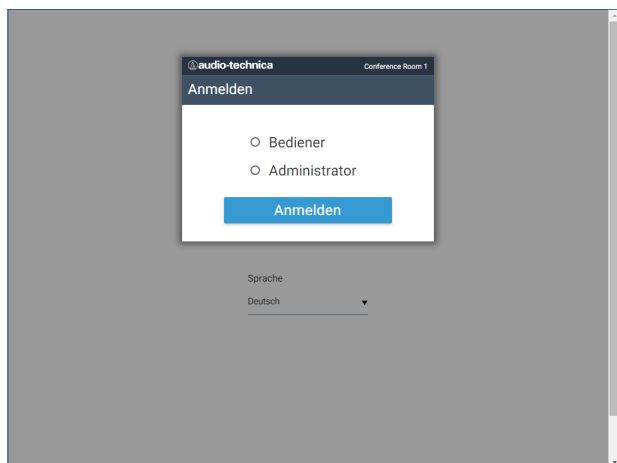 audio-technica Conference Room 1
Anmelden
Bediener
Administrator
Anmelden
Sprache
Deutsch